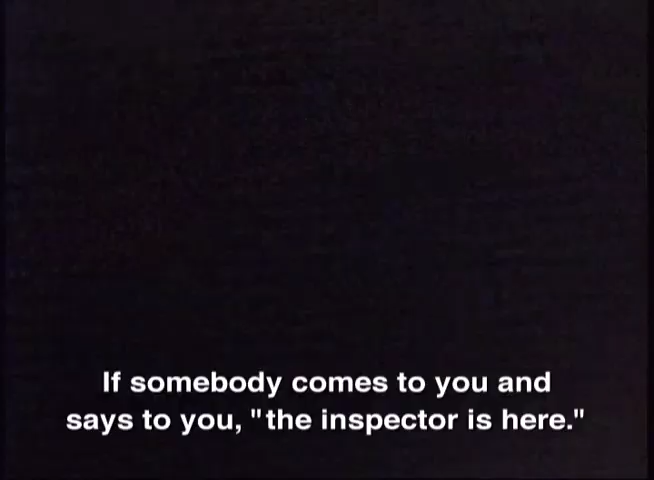 If somebody comes to you and
says to you, "the inspector is here."